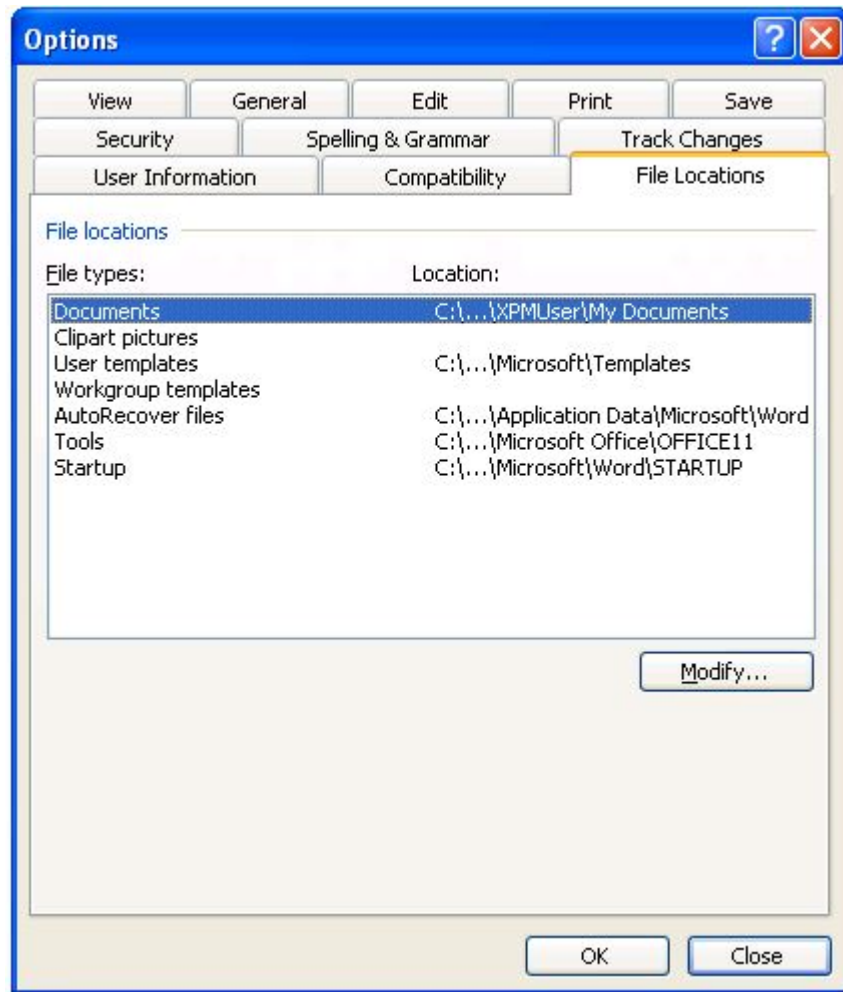 Options
View General Edit Print Save
Security Spelling & Grammar Track Changes
User Information Compatibility File Locations
File locations
File types: Location:
Documents C:\...\XPMUser\My Documents
Clipart pictures
User templates C:\...\Microsoft\Templates
Workgroup templates
AutoRecover files C:\...\Application Data\Microsoft\Word
Tools C:\...\Microsoft Office\OFFICE11
Startup C:\...\Microsoft\Word\STARTUP
Modify...
OK Close